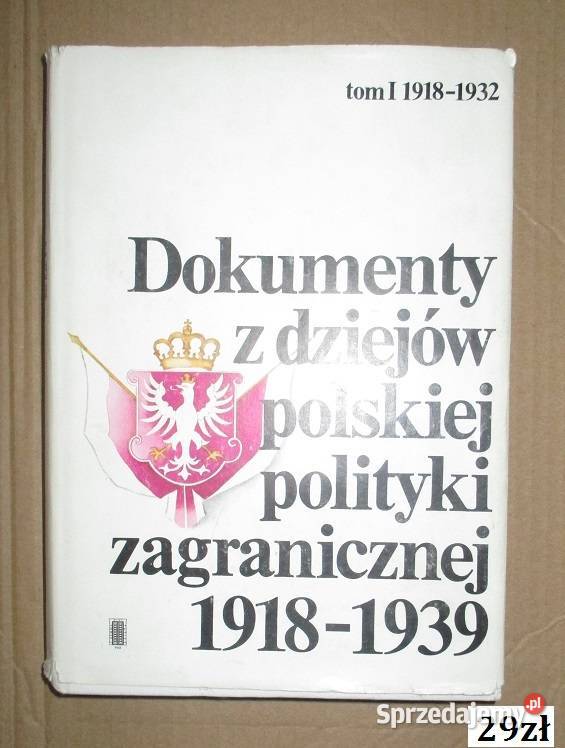 tom I 1918–1932
Dokumenty
z dziejów
polskiej
polityki
zagranicznej
1918–1939
Sprzedajemy.pl
29zł